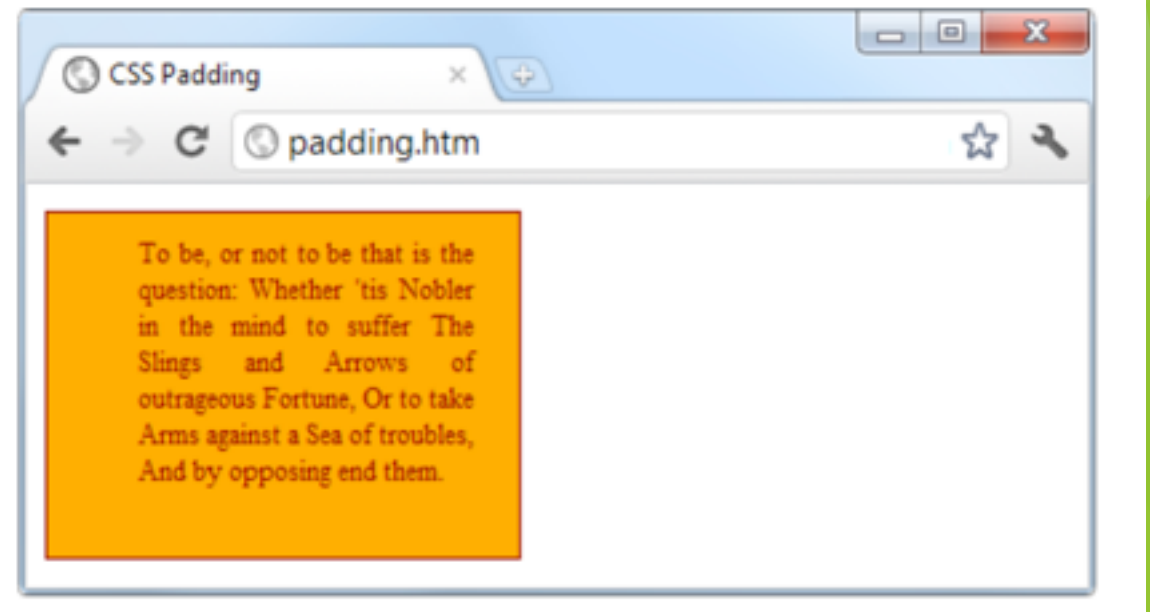 CSS Padding
padding.htm
To be, or not to be that is the
question: Whether 'tis Nobler
in the mind to suffer The
Slings and Arrows of
outrageous Fortune, Or to take
Arms against a Sea of troubles,
And by opposing end them.